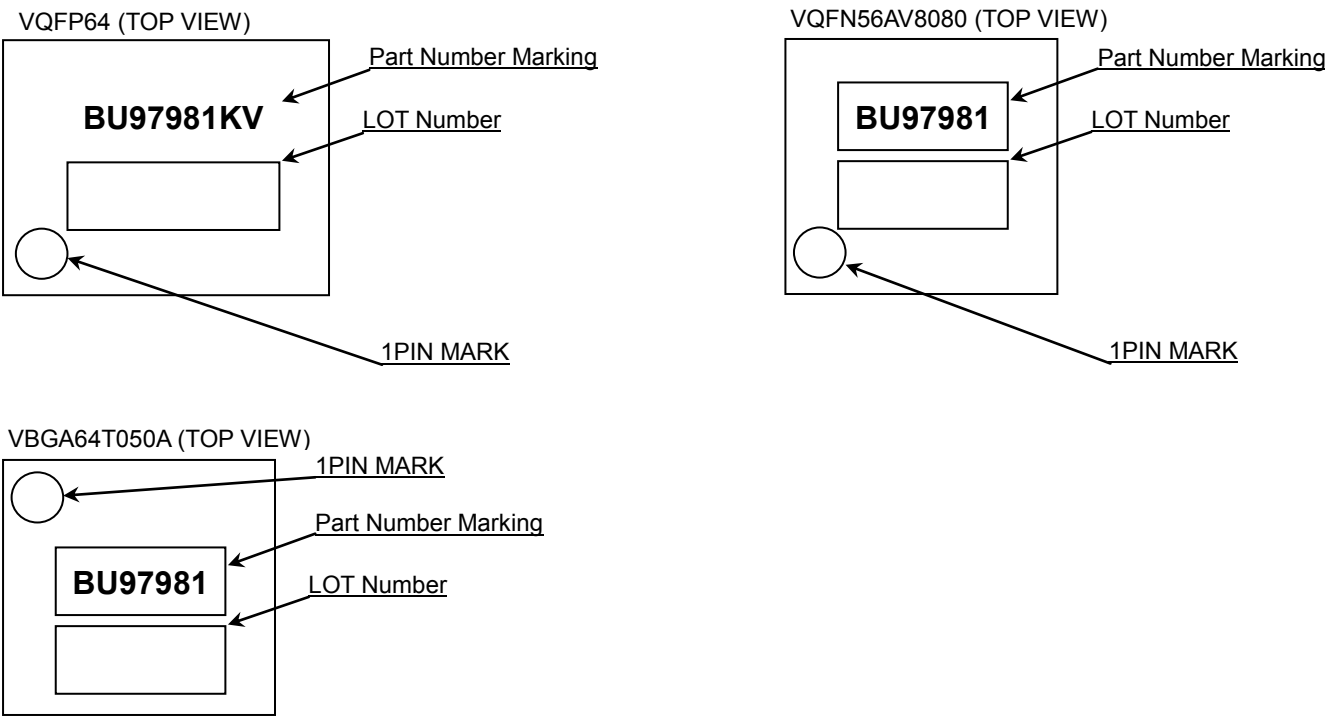 VQFP64 (TOP VIEW)
Part Number Marking
BU97981KV
LOT Number
1PIN MARK
VQFN56AV8080 (TOP VIEW)
Part Number Marking
BU97981
LOT Number
1PIN MARK
VBGA64T050A (TOP VIEW)
1PIN MARK
Part Number Marking
BU97981
LOT Number